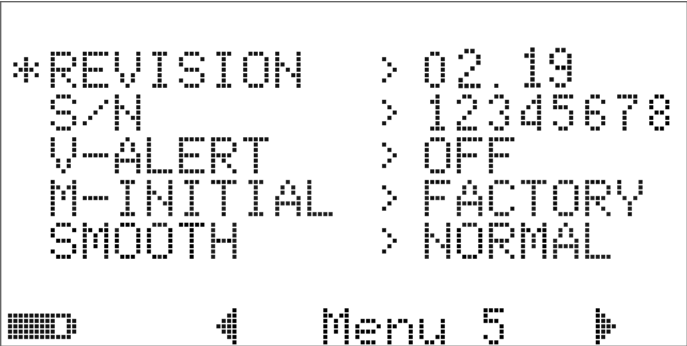 *REVISION > 02.19
S/N > 12345678
V-ALERT > OFF
M-INITIAL > FACTORY
SMOOTH > NORMAL
Menu 5